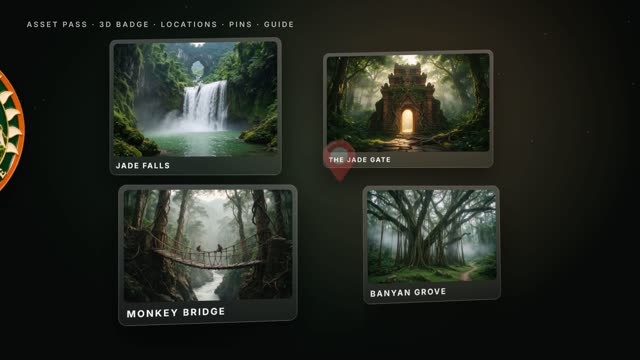 ASSET PASS · 3D BADGE · LOCATIONS · PINS · GUIDE
JADE FALLS
THE JADE GATE
MONKEY BRIDGE
BANYAN GROVE